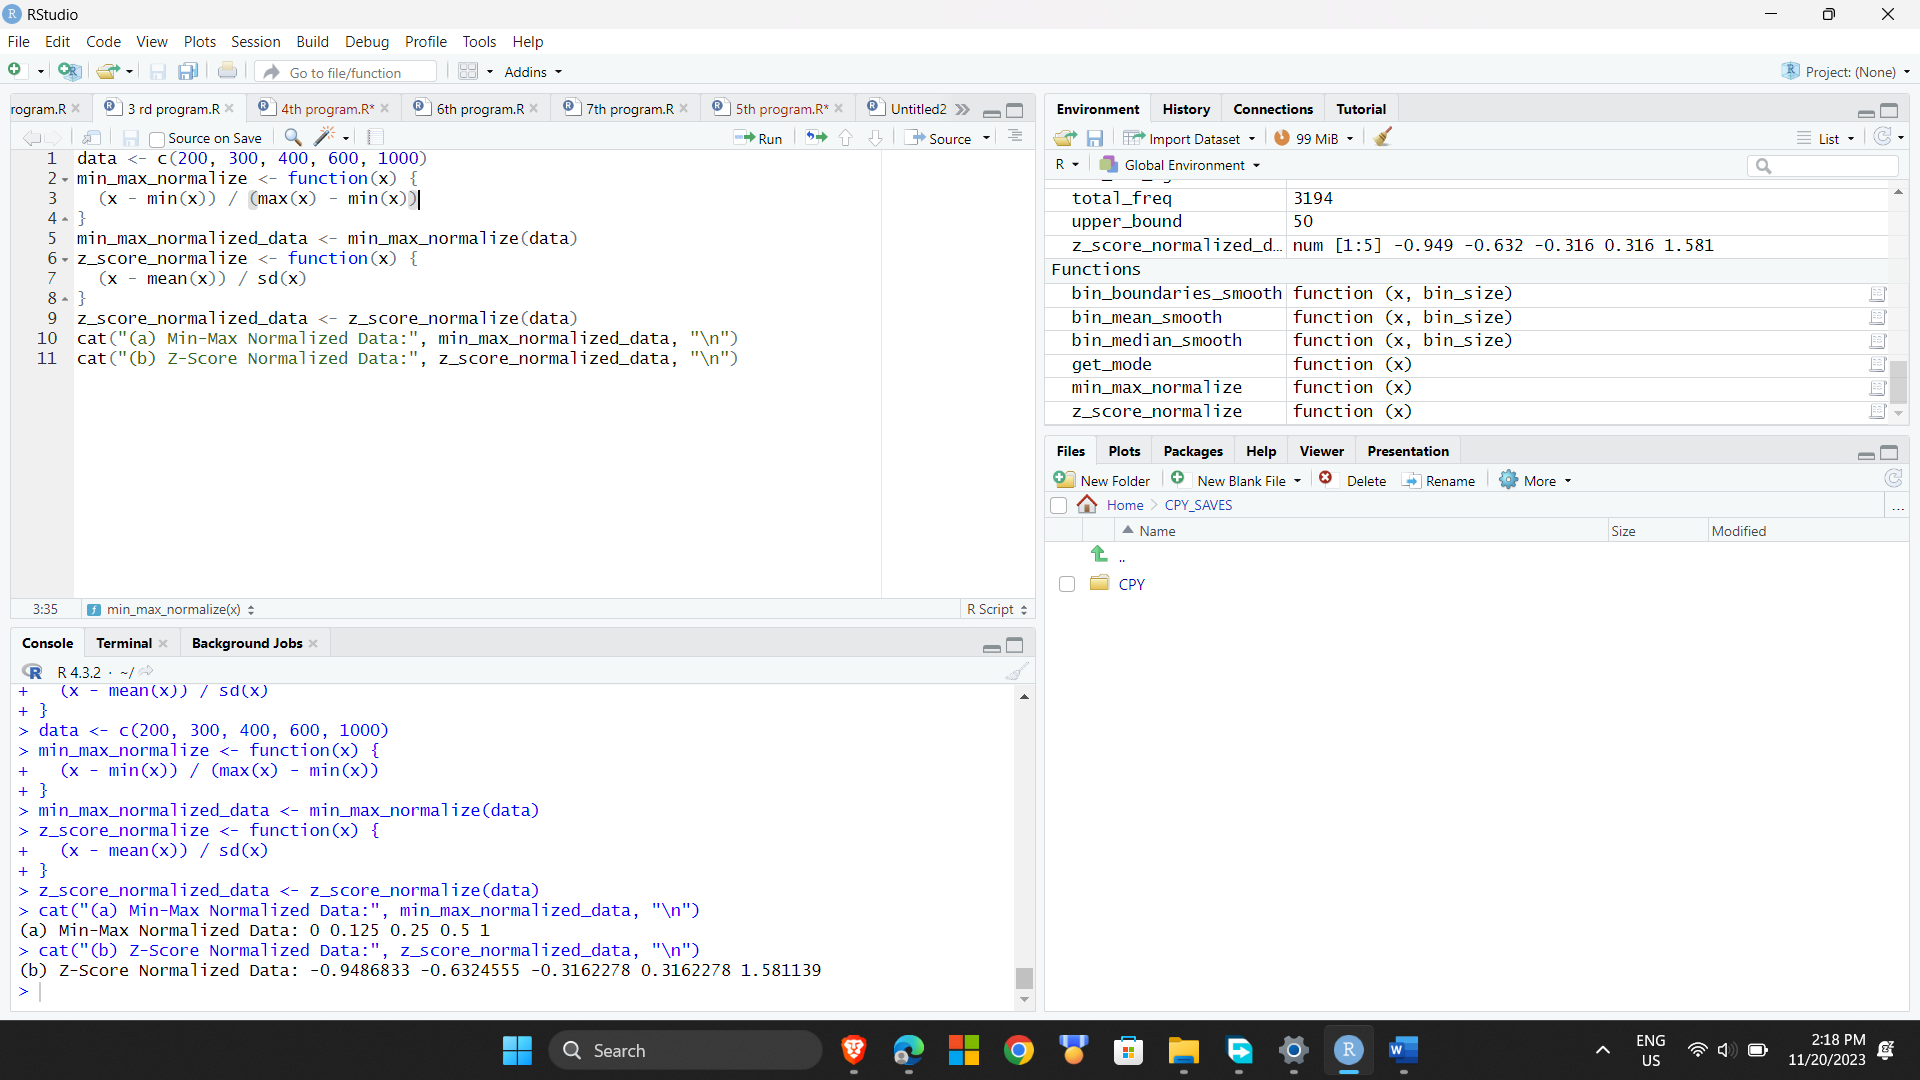 RStudio
File Edit Code View Plots Session Build Debug Profile Tools Help
Go to file/function Addins Project: (None)
rogram.R 3 rd program.R 4th program.R* 6th program.R 7th program.R 5th program.R* Untitled2
Source on Save Run Source
1 data <- c(200, 300, 400, 600, 1000)
2 min_max_normalize <- function(x) {
3 (x - min(x)) / (max(x) - min(x))
4 }
5 min_max_normalized_data <- min_max_normalize(data)
6 z_score_normalize <- function(x) {
7 (x - mean(x)) / sd(x)
8 }
9 z_score_normalized_data <- z_score_normalize(data)
10 cat("(a) Min-Max Normalized Data:", min_max_normalized_data, "\n")
11 cat("(b) Z-Score Normalized Data:", z_score_normalized_data, "\n")
3:35 min_max_normalize(x) R Script
Console Terminal Background Jobs
R 4.3.2 · ~/
+ (x - mean(x)) / sd(x)
+ }
> data <- c(200, 300, 400, 600, 1000)
> min_max_normalize <- function(x) {
+ (x - min(x)) / (max(x) - min(x))
+ }
> min_max_normalized_data <- min_max_normalize(data)
> z_score_normalize <- function(x) {
+ (x - mean(x)) / sd(x)
+ }
> z_score_normalized_data <- z_score_normalize(data)
> cat("(a) Min-Max Normalized Data:", min_max_normalized_data, "\n")
(a) Min-Max Normalized Data: 0 0.125 0.25 0.5 1
> cat("(b) Z-Score Normalized Data:", z_score_normalized_data, "\n")
(b) Z-Score Normalized Data: -0.9486833 -0.6324555 -0.3162278 0.3162278 1.581139
>
Environment History Connections Tutorial
Import Dataset 99 MiB List
R Global Environment
total_freq 3194
upper_bound 50
z_score_normalized_d… num [1:5] -0.949 -0.632 -0.316 0.316 1.581
Functions
bin_boundaries_smooth function (x, bin_size)
bin_mean_smooth function (x, bin_size)
bin_median_smooth function (x, bin_size)
get_mode function (x)
min_max_normalize function (x)
z_score_normalize function (x)
Files Plots Packages Help Viewer Presentation
New Folder New Blank File Delete Rename More
Home CPY_SAVES ...
Name Size Modified
..
CPY
Search
ENG
US
2:18 PM
11/20/2023